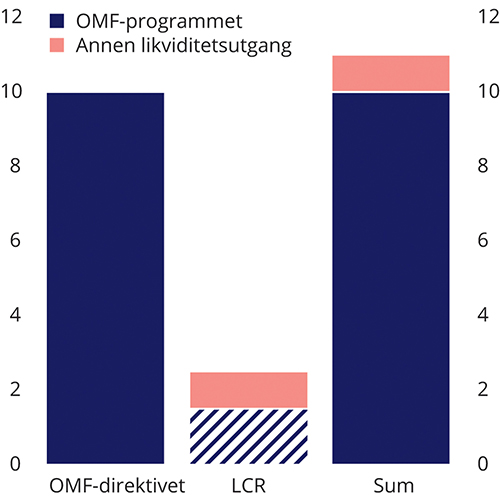 12 OMF-programmet 12
Annen likviditetsutgang
10 10
8 8
6 6
4 4
2 2
0 0
OMF-direktivet LCR Sum